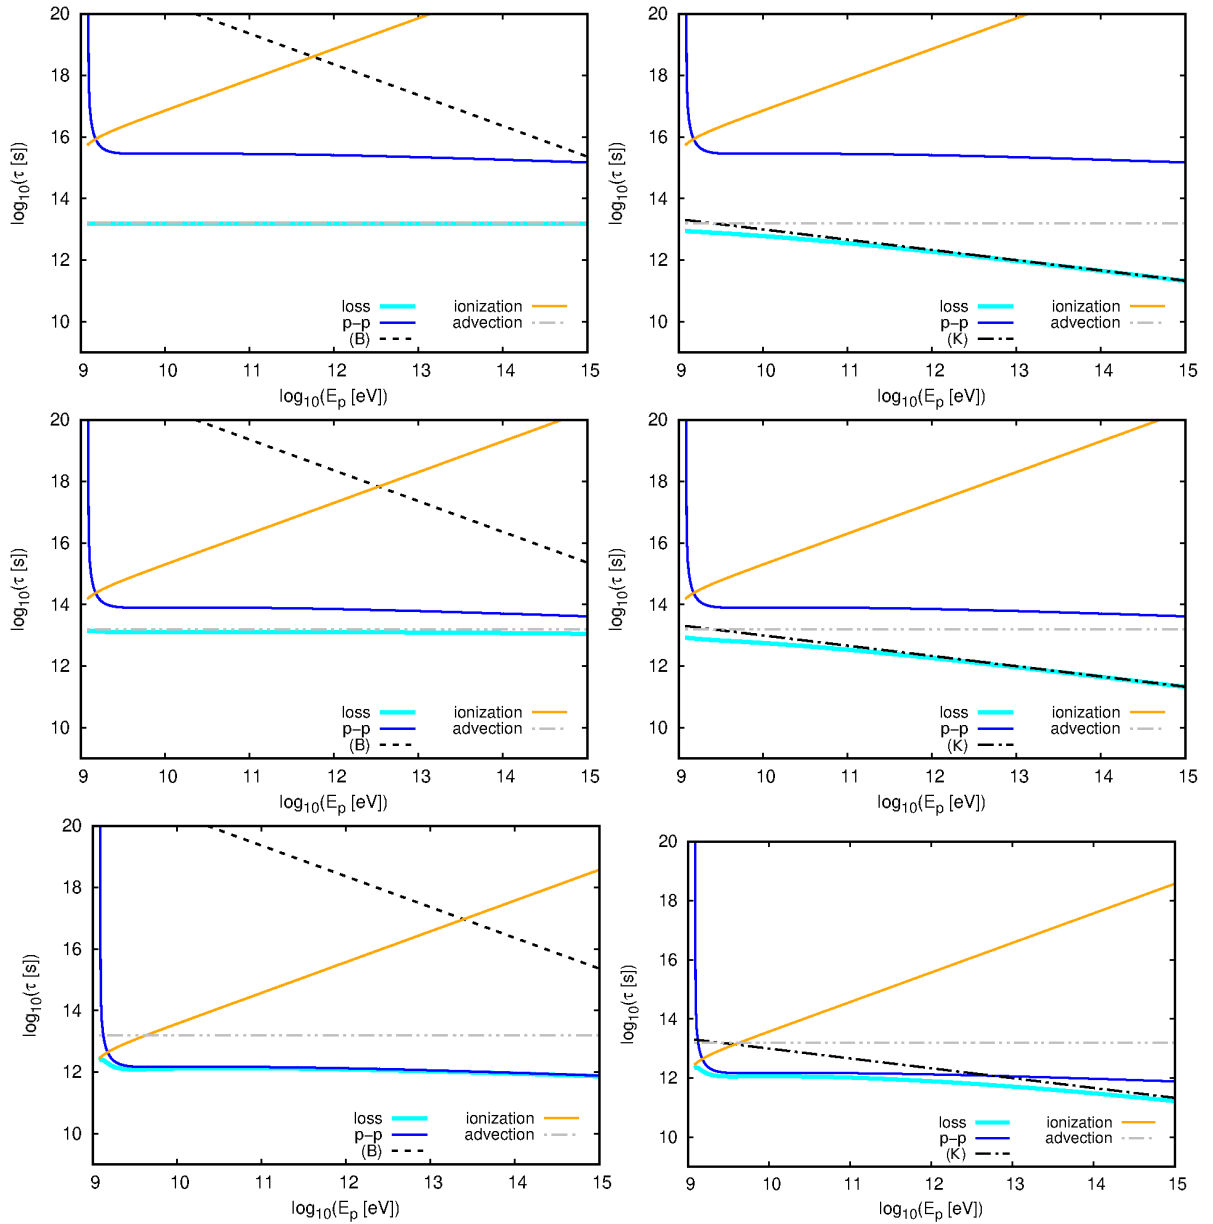 20
18
16
14
12
10
log10(τ [s])
loss
p-p
(B)
ionization
advection
9 10 11 12 13 14 15
log10(Ep [eV])
20
18
16
14
12
10
log10(τ [s])
loss
p-p
(K)
ionization
advection
9 10 11 12 13 14 15
log10(Ep [eV])
20
18
16
14
12
10
log10(τ [s])
loss
p-p
(B)
ionization
advection
9 10 11 12 13 14 15
log10(Ep [eV])
20
18
16
14
12
10
log10(τ [s])
loss
p-p
(K)
ionization
advection
9 10 11 12 13 14 15
log10(Ep [eV])
20
18
16
14
12
10
log10(τ [s])
loss
p-p
(B)
ionization
advection
9 10 11 12 13 14 15
log10(Ep [eV])
20
18
16
14
12
10
log10(τ [s])
loss
p-p
(K)
ionization
advection
9 10 11 12 13 14 15
log10(Ep [eV])